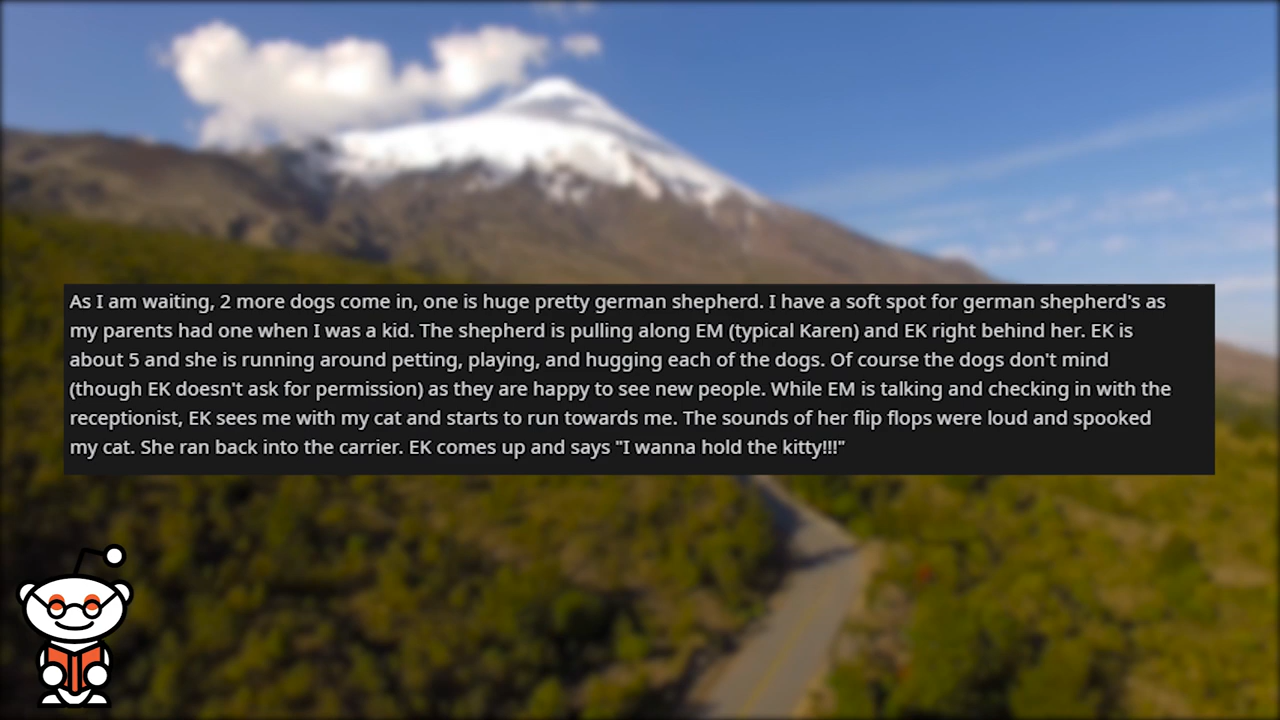 As I am waiting, 2 more dogs come in, one is huge pretty german shepherd. I have a soft spot for german shepherd's as
my parents had one when I was a kid. The shepherd is pulling along EM (typical Karen) and EK right behind her. EK is
about 5 and she is running around petting, playing, and hugging each of the dogs. Of course the dogs don't mind
(though EK doesn't ask for permission) as they are happy to see new people. While EM is talking and checking in with the
receptionist, EK sees me with my cat and starts to run towards me. The sounds of her flip flops were loud and spooked
my cat. She ran back into the carrier. EK comes up and says "I wanna hold the kitty!!!"